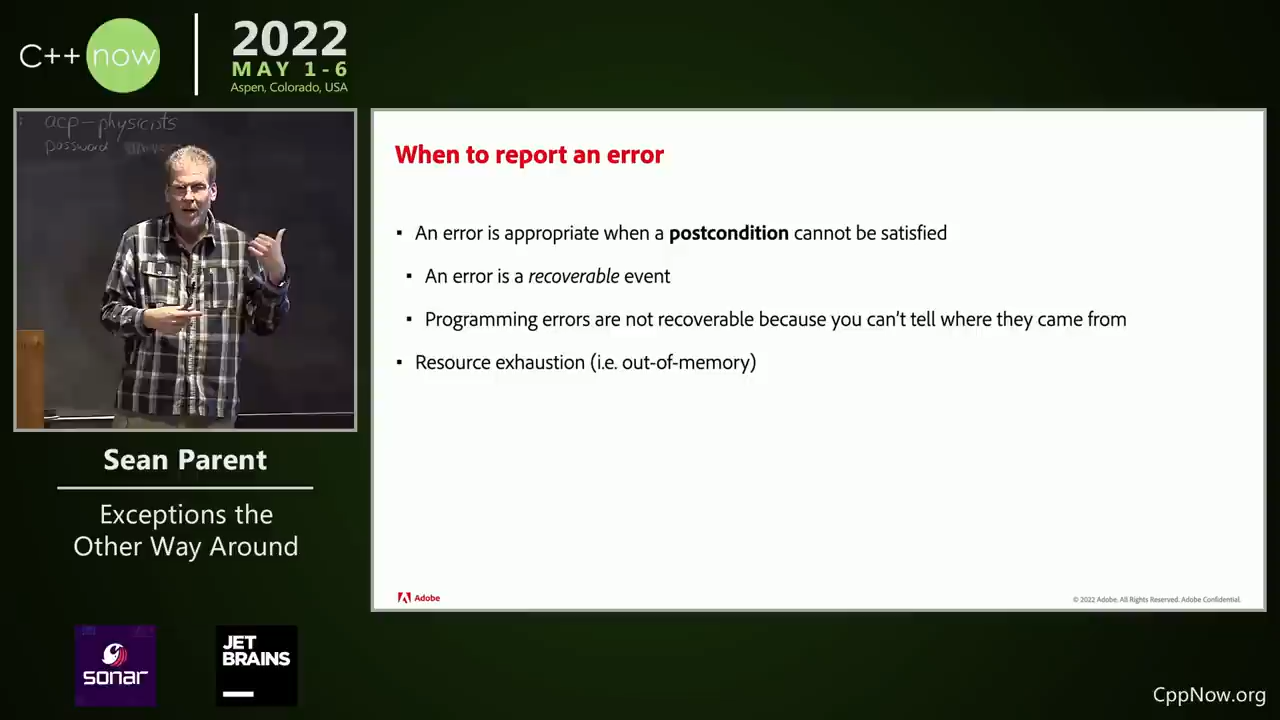 C++ now
2022
MAY 1-6
Aspen, Colorado, USA
acp-physicists
password
Sean Parent
Exceptions the
Other Way Around
sonar
JET
BRAINS
When to report an error
▪ An error is appropriate when a postcondition cannot be satisfied
▪ An error is a recoverable event
▪ Programming errors are not recoverable because you can't tell where they came from
▪ Resource exhaustion (i.e. out-of-memory)
Adobe
© 2022 Adobe. All Rights Reserved. Adobe Confidential.
CppNow.org